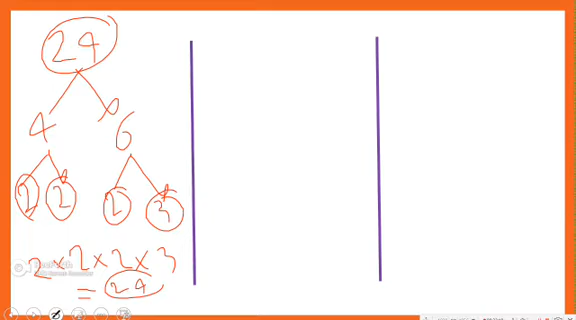 24
4 6
2 2 2 3
2 × 2 × 2 × 3
= 24